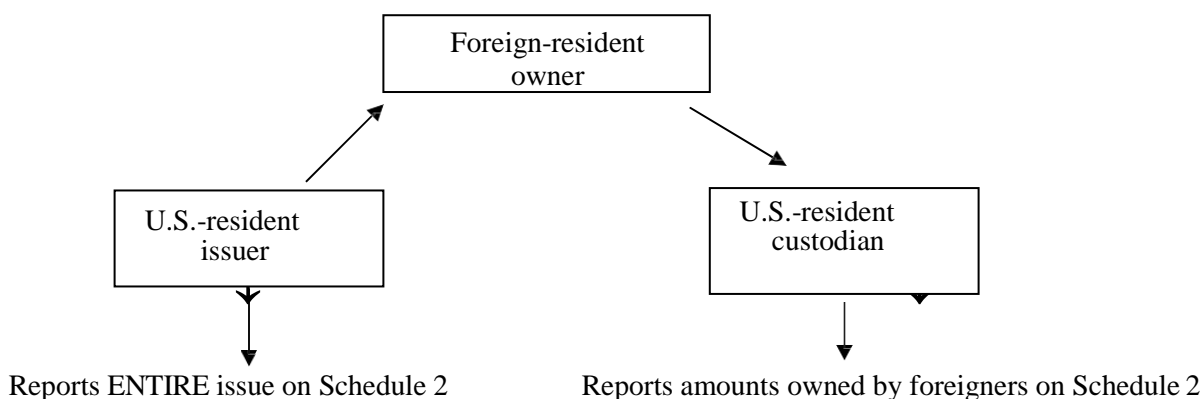 Foreign-resident
owner
U.S.-resident
issuer
U.S.-resident
custodian
Reports ENTIRE issue on Schedule 2
Reports amounts owned by foreigners on Schedule 2